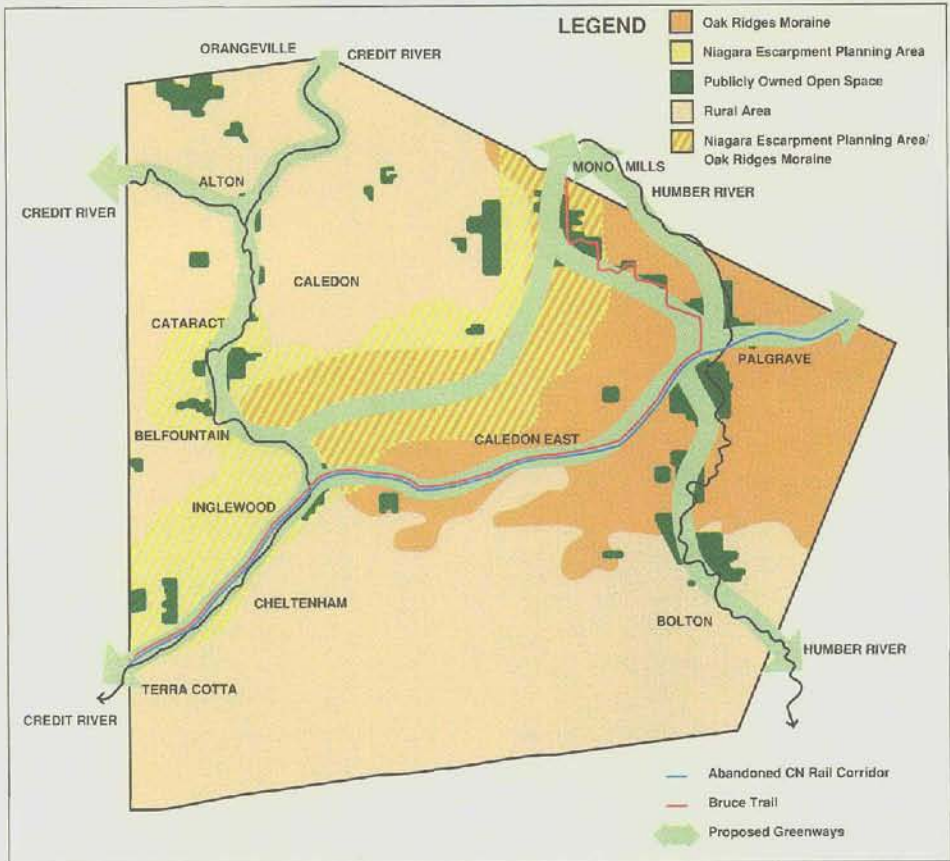 LEGEND
Oak Ridges Moraine
Niagara Escarpment Planning Area
Publicly Owned Open Space
Rural Area
Niagara Escarpment Planning Area/
Oak Ridges Moraine
ORANGEVILLE
CREDIT RIVER
MONO MILLS
HUMBER RIVER
ALTON
CREDIT RIVER
CALEDON
CATARACT
PALGRAVE
BELFOUNTAIN
CALEDON EAST
INGLEWOOD
CHELTENHAM
BOLTON
HUMBER RIVER
TERRA COTTA
CREDIT RIVER
Abandoned CN Rail Corridor
Bruce Trail
Proposed Greenways